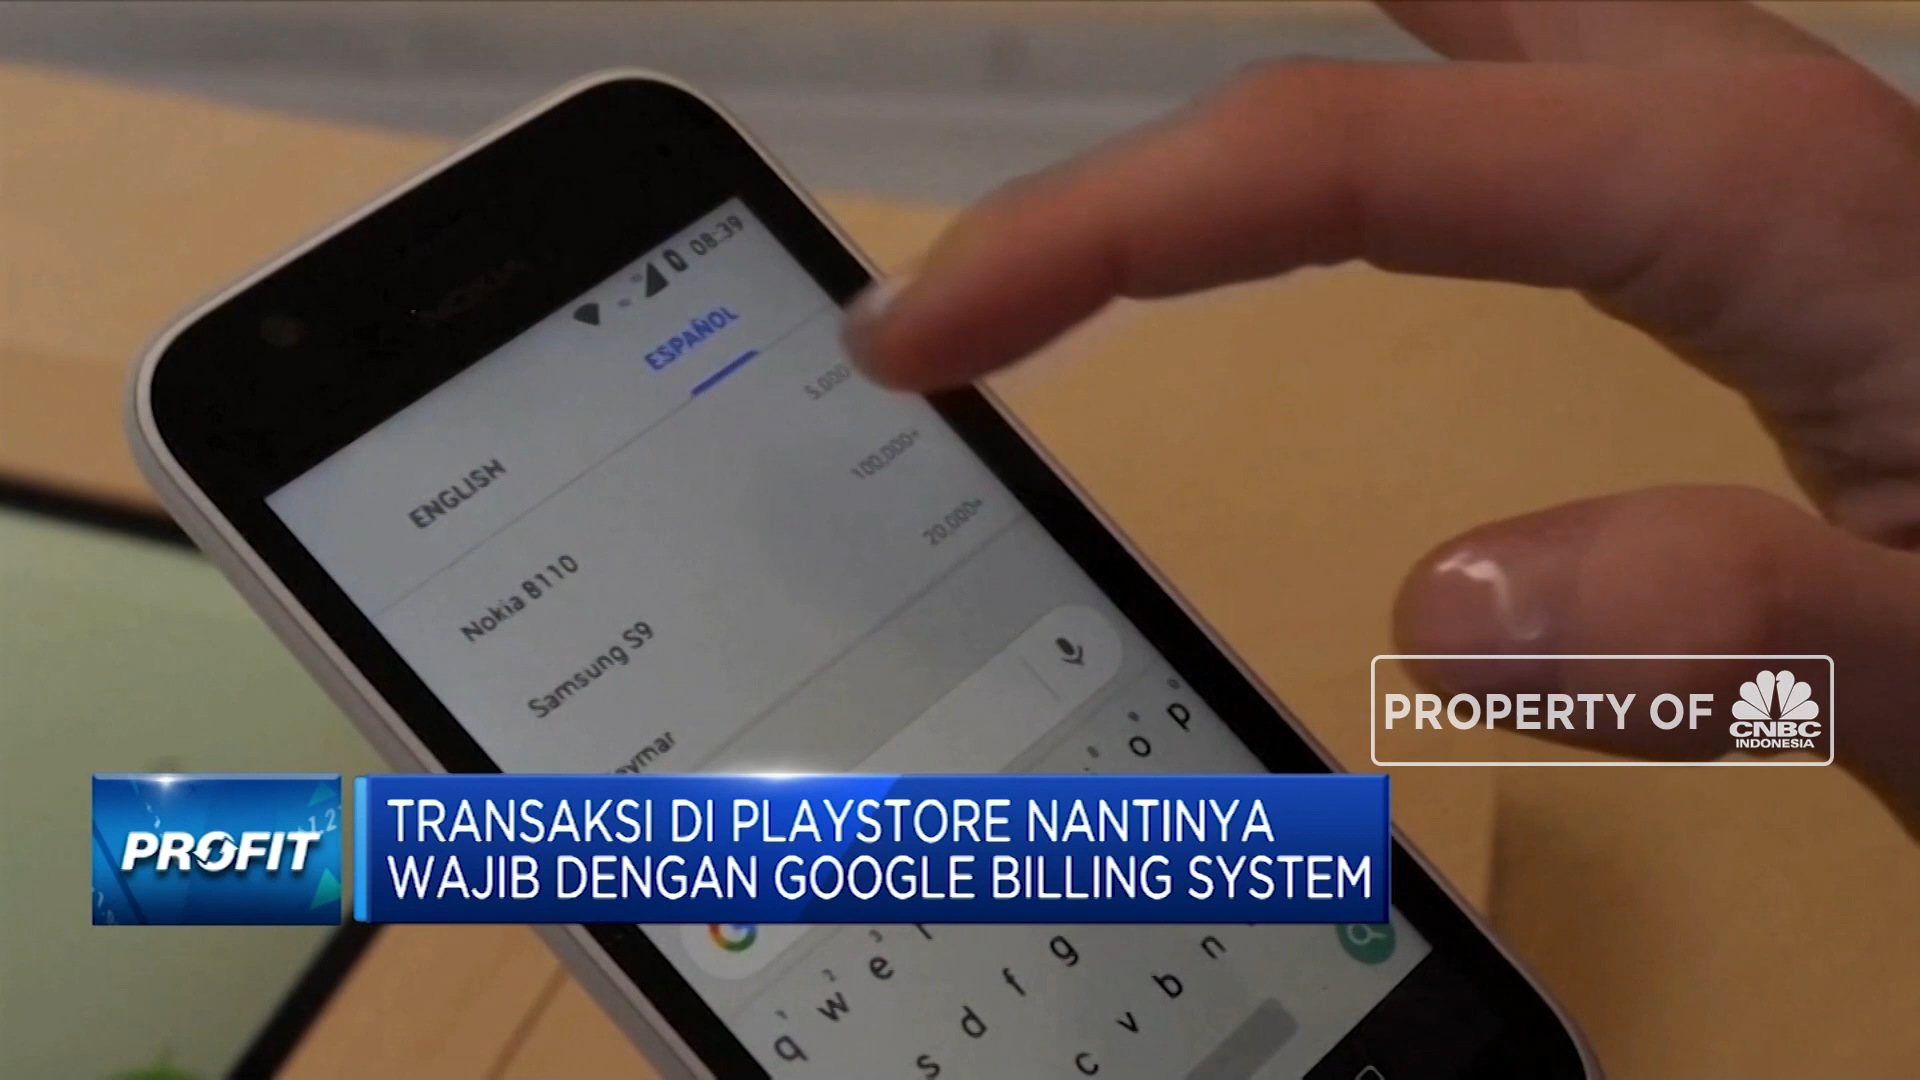 NOKIA
08:39
ENGLISH
ESPAÑOL
Nokia 8110
5.000
Samsung S9
100.000+
20.000+
PROPERTY OF CNBC INDONESIA
PROFIT
TRANSAKSI DI PLAYSTORE NANTINYA
WAJIB DENGAN GOOGLE BILLING SYSTEM
o p
q w e
s d f g
c v b n